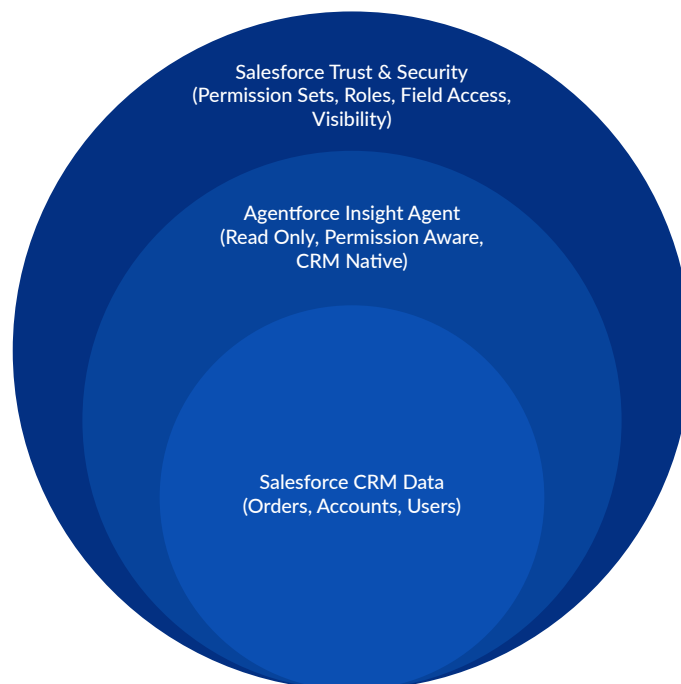 Salesforce Trust & Security
(Permission Sets, Roles, Field Access,
Visibility)
Agentforce Insight Agent
(Read Only, Permission Aware,
CRM Native)
Salesforce CRM Data
(Orders, Accounts, Users)